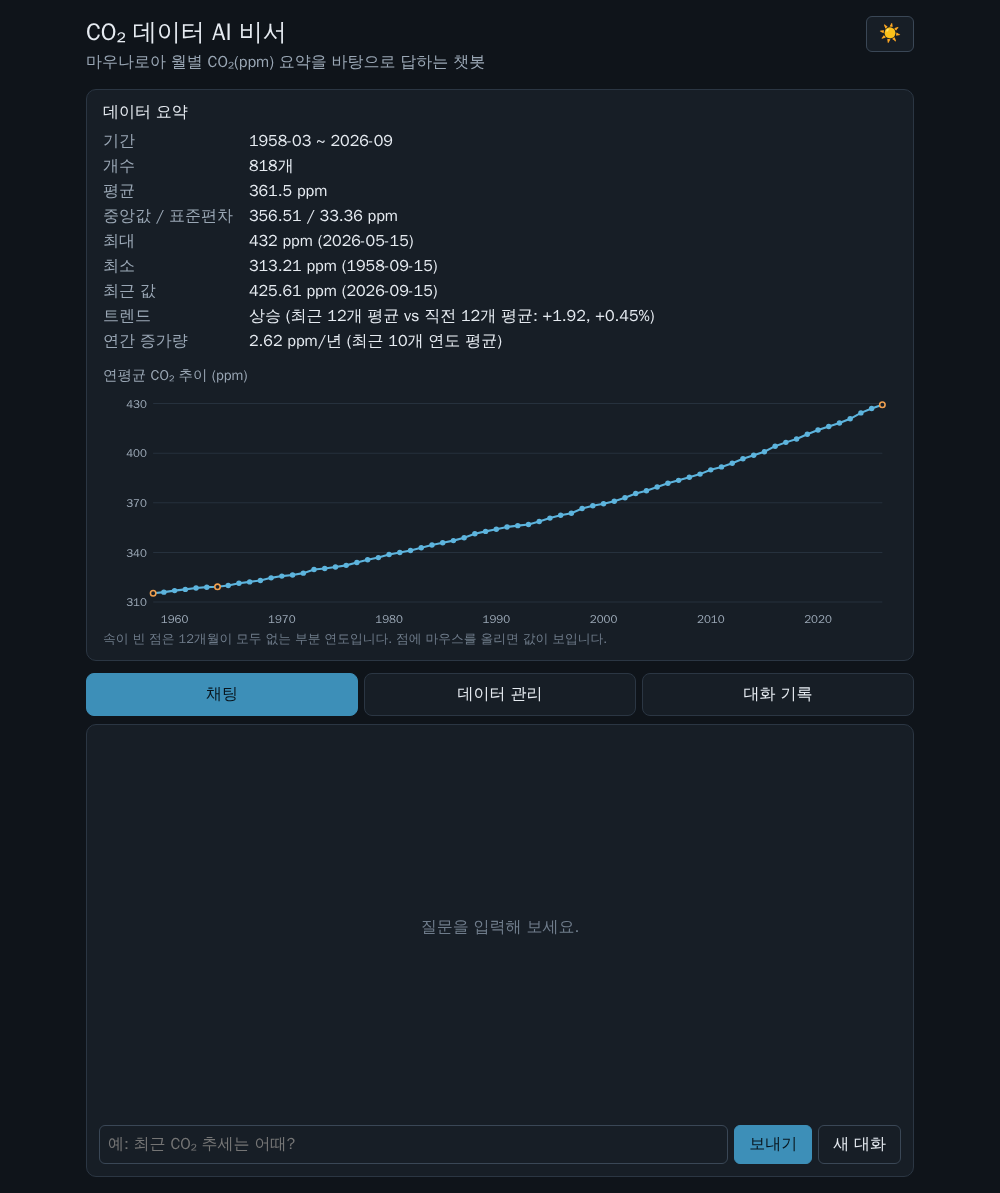 CO₂ 데이터 AI 비서
마우나로아 월별 CO₂(ppm) 요약을 바탕으로 답하는 챗봇
데이터 요약
기간 1958-03 ~ 2026-09
개수 818개
평균 361.5 ppm
중앙값 / 표준편차 356.51 / 33.36 ppm
최대 432 ppm (2026-05-15)
최소 313.21 ppm (1958-09-15)
최근 값 425.61 ppm (2026-09-15)
트렌드 상승 (최근 12개 평균 vs 직전 12개 평균: +1.92, +0.45%)
연간 증가량 2.62 ppm/년 (최근 10개 연도 평균)
연평균 CO₂ 추이 (ppm)
430
400
370
340
310
1960 1970 1980 1990 2000 2010 2020
속이 빈 점은 12개월이 모두 없는 부분 연도입니다. 점에 마우스를 올리면 값이 보입니다.
채팅 데이터 관리 대화 기록
질문을 입력해 보세요.
예: 최근 CO₂ 추세는 어때? 보내기 새 대화